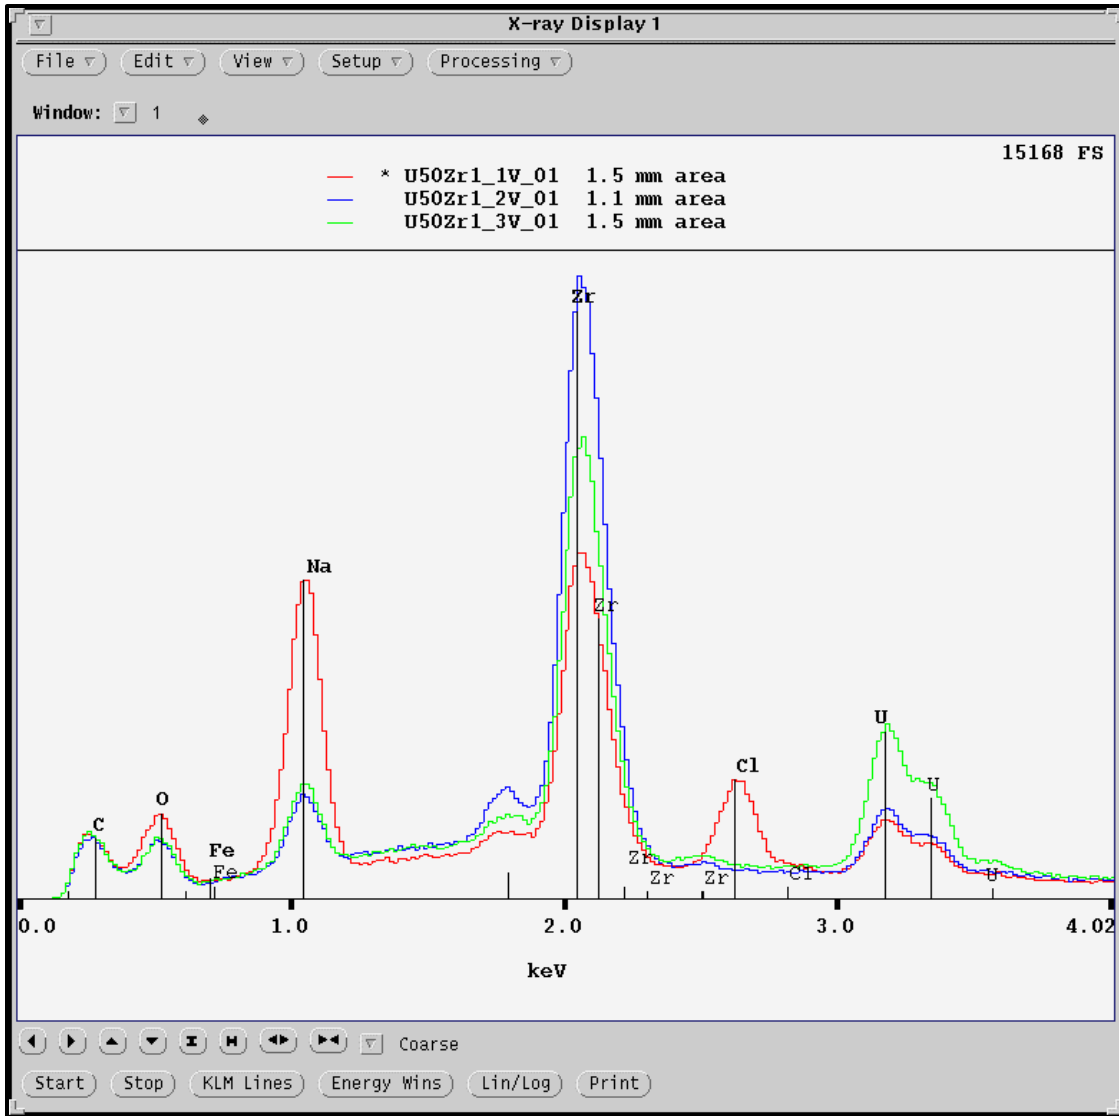 X-ray Display 1
File Edit View Setup Processing
Window: 1
15168 FS
* U50Zr1_1V_01 1.5 mm area
U50Zr1_2V_01 1.1 mm area
U50Zr1_3V_01 1.5 mm area
Zr
Na
Zr
U
Cl
U
O
C
Fe
Zr
Fe
Zr
Zr
Cl
U
0.0 1.0 2.0 3.0 4.02
keV
Coarse
Start Stop KLM Lines Energy Wins Lin/Log Print